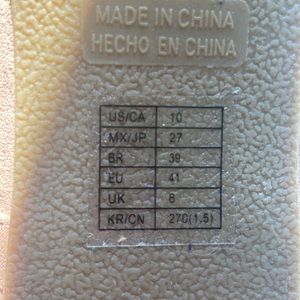 MADE IN CHINA
HECHO EN CHINA
US/CA 10
MX/JP 27
BR 39
EU 41
UK 8
KR/CN 270(1.5)